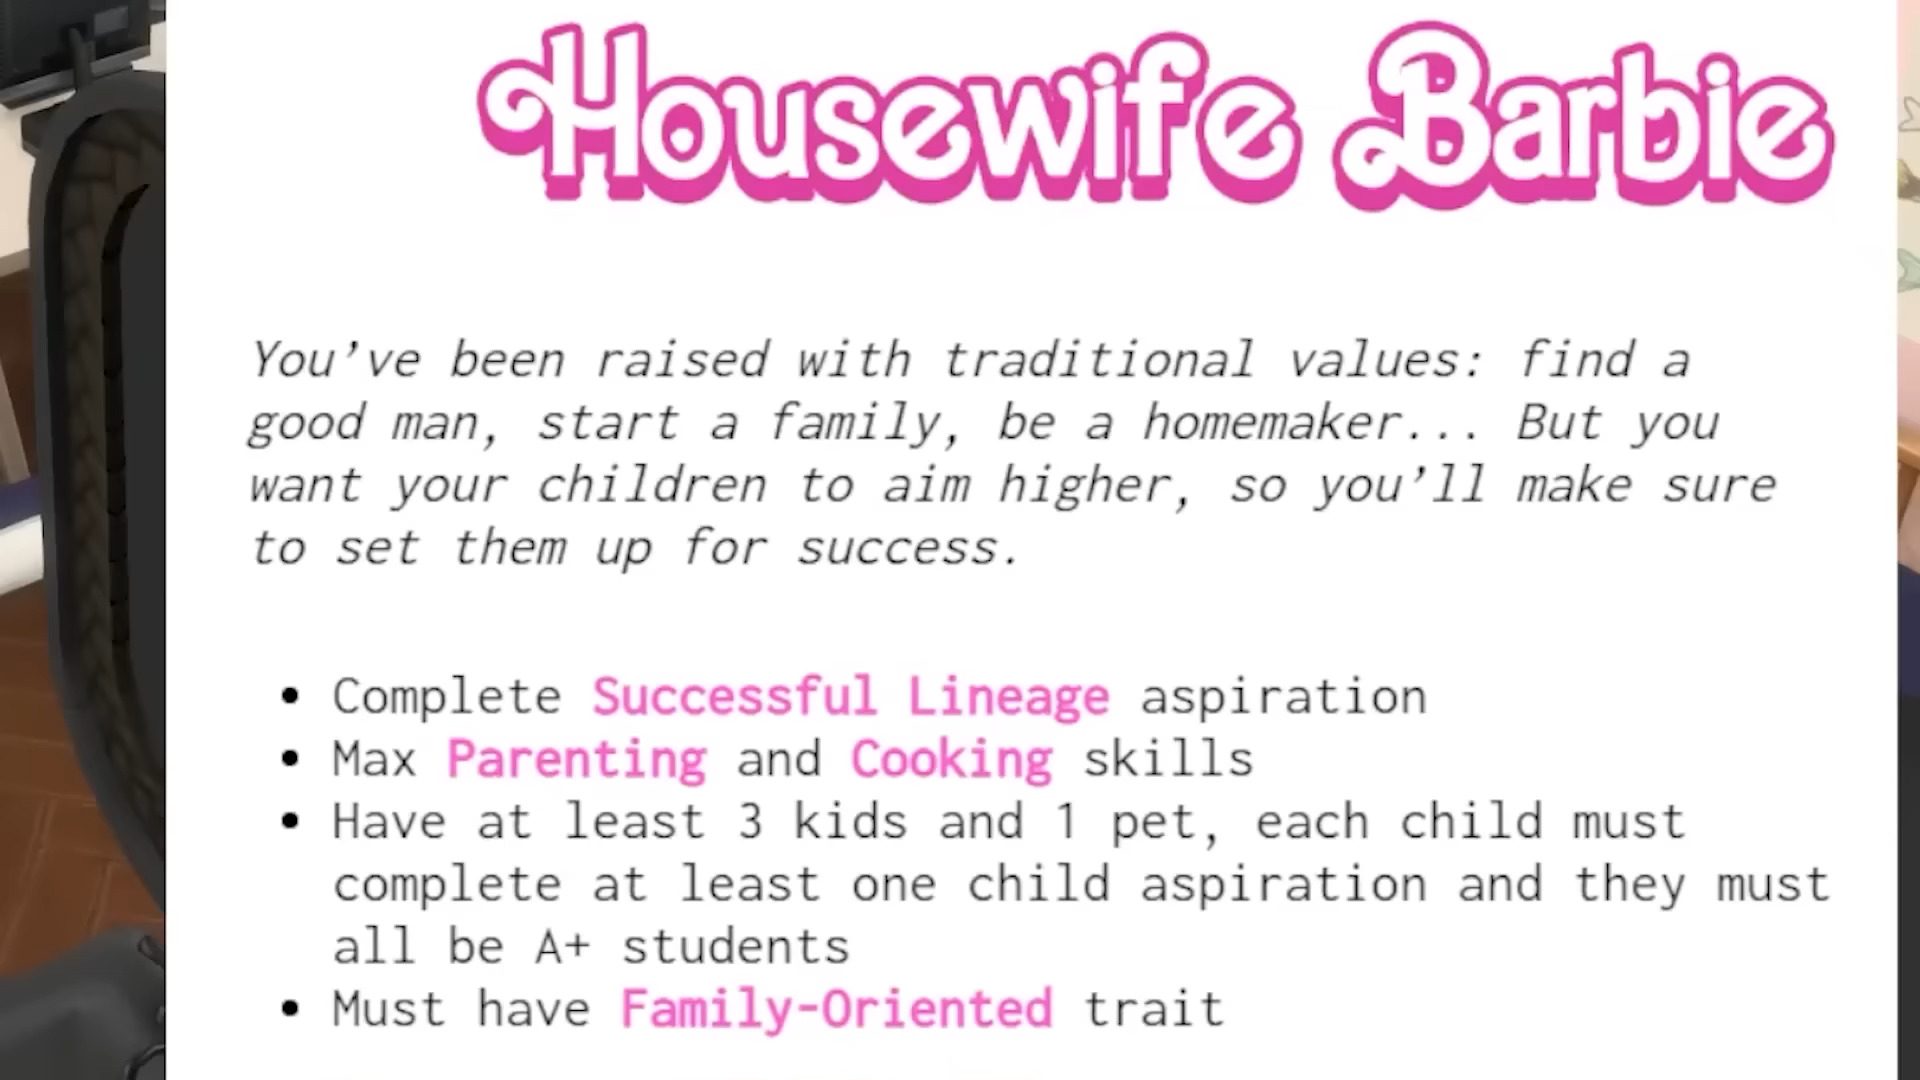 Housewife Barbie
You’ve been raised with traditional values: find a
good man, start a family, be a homemaker... But you
want your children to aim higher, so you’ll make sure
to set them up for success.
• Complete Successful Lineage aspiration
• Max Parenting and Cooking skills
• Have at least 3 kids and 1 pet, each child must
complete at least one child aspiration and they must
all be A+ students
• Must have Family-Oriented trait